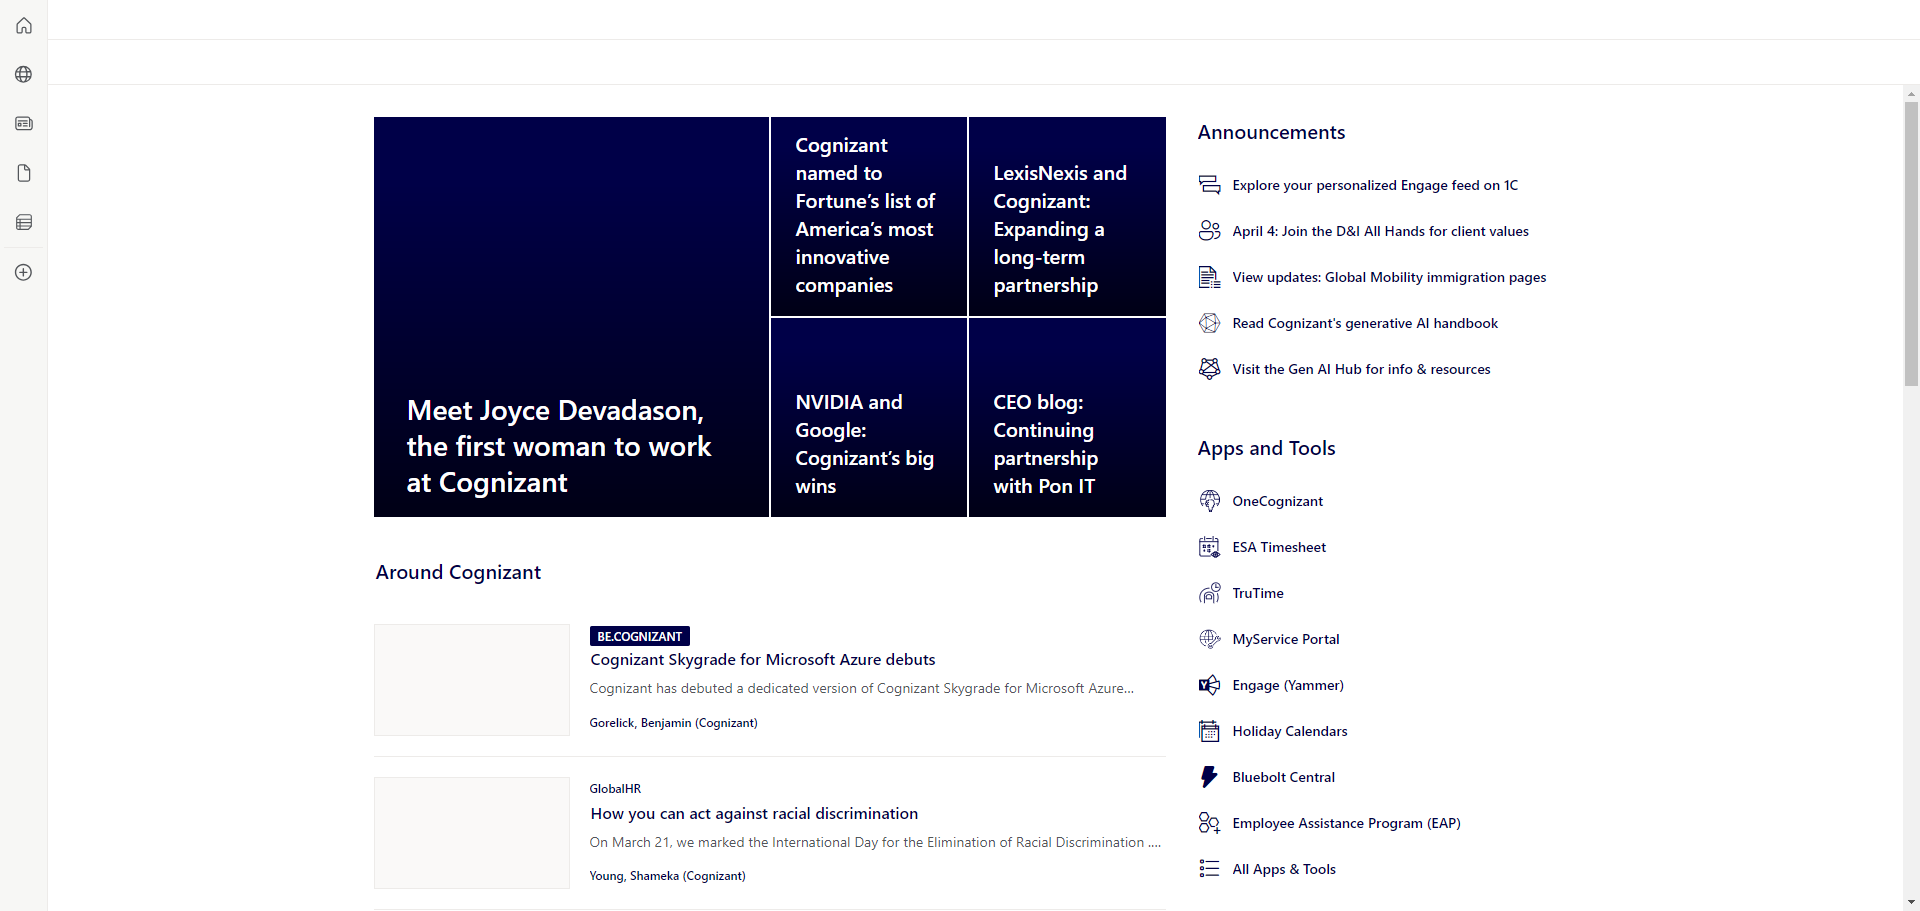 Meet Joyce Devadason,
the first woman to work
at Cognizant
Cognizant
named to
Fortune’s list of
America’s most
innovative
companies
LexisNexis and
Cognizant:
Expanding a
long-term
partnership
NVIDIA and
Google:
Cognizant’s big
wins
CEO blog:
Continuing
partnership
with Pon IT
Around Cognizant
BE.COGNIZANT
Cognizant Skygrade for Microsoft Azure debuts
Cognizant has debuted a dedicated version of Cognizant Skygrade for Microsoft Azure...
Gorelick, Benjamin (Cognizant)
GlobalHR
How you can act against racial discrimination
On March 21, we marked the International Day for the Elimination of Racial Discrimination ....
Young, Shameka (Cognizant)
Announcements
Explore your personalized Engage feed on 1C
April 4: Join the D&I All Hands for client values
View updates: Global Mobility immigration pages
Read Cognizant's generative AI handbook
Visit the Gen AI Hub for info & resources
Apps and Tools
OneCognizant
ESA Timesheet
TruTime
MyService Portal
Engage (Yammer)
Holiday Calendars
Bluebolt Central
Employee Assistance Program (EAP)
All Apps & Tools